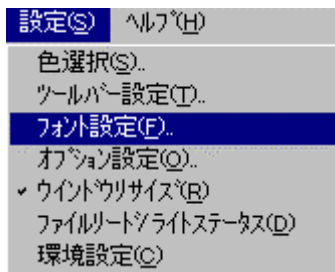 設定(S) ヘルプ(H)
色選択(S)..
ツールバー設定(T)..
フォント設定(F)..
オプション設定(O)..
✓ ウインドウリサイズ(R)
ファイルリード/ライトステータス(D)
環境設定(C)